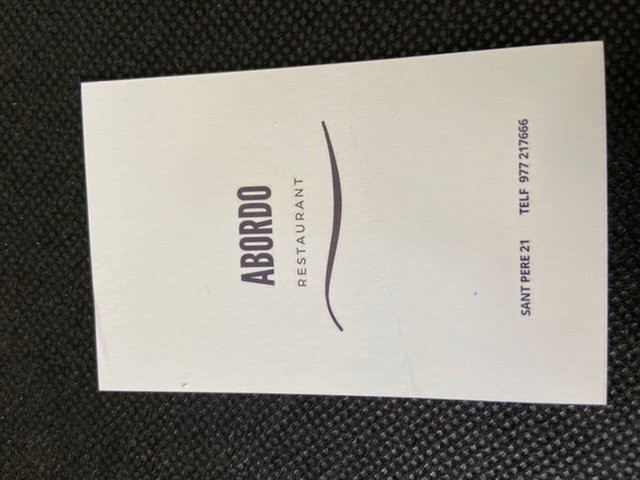 ABORDO
RESTAURANT
SANT PERE 21 TELF 977 217666